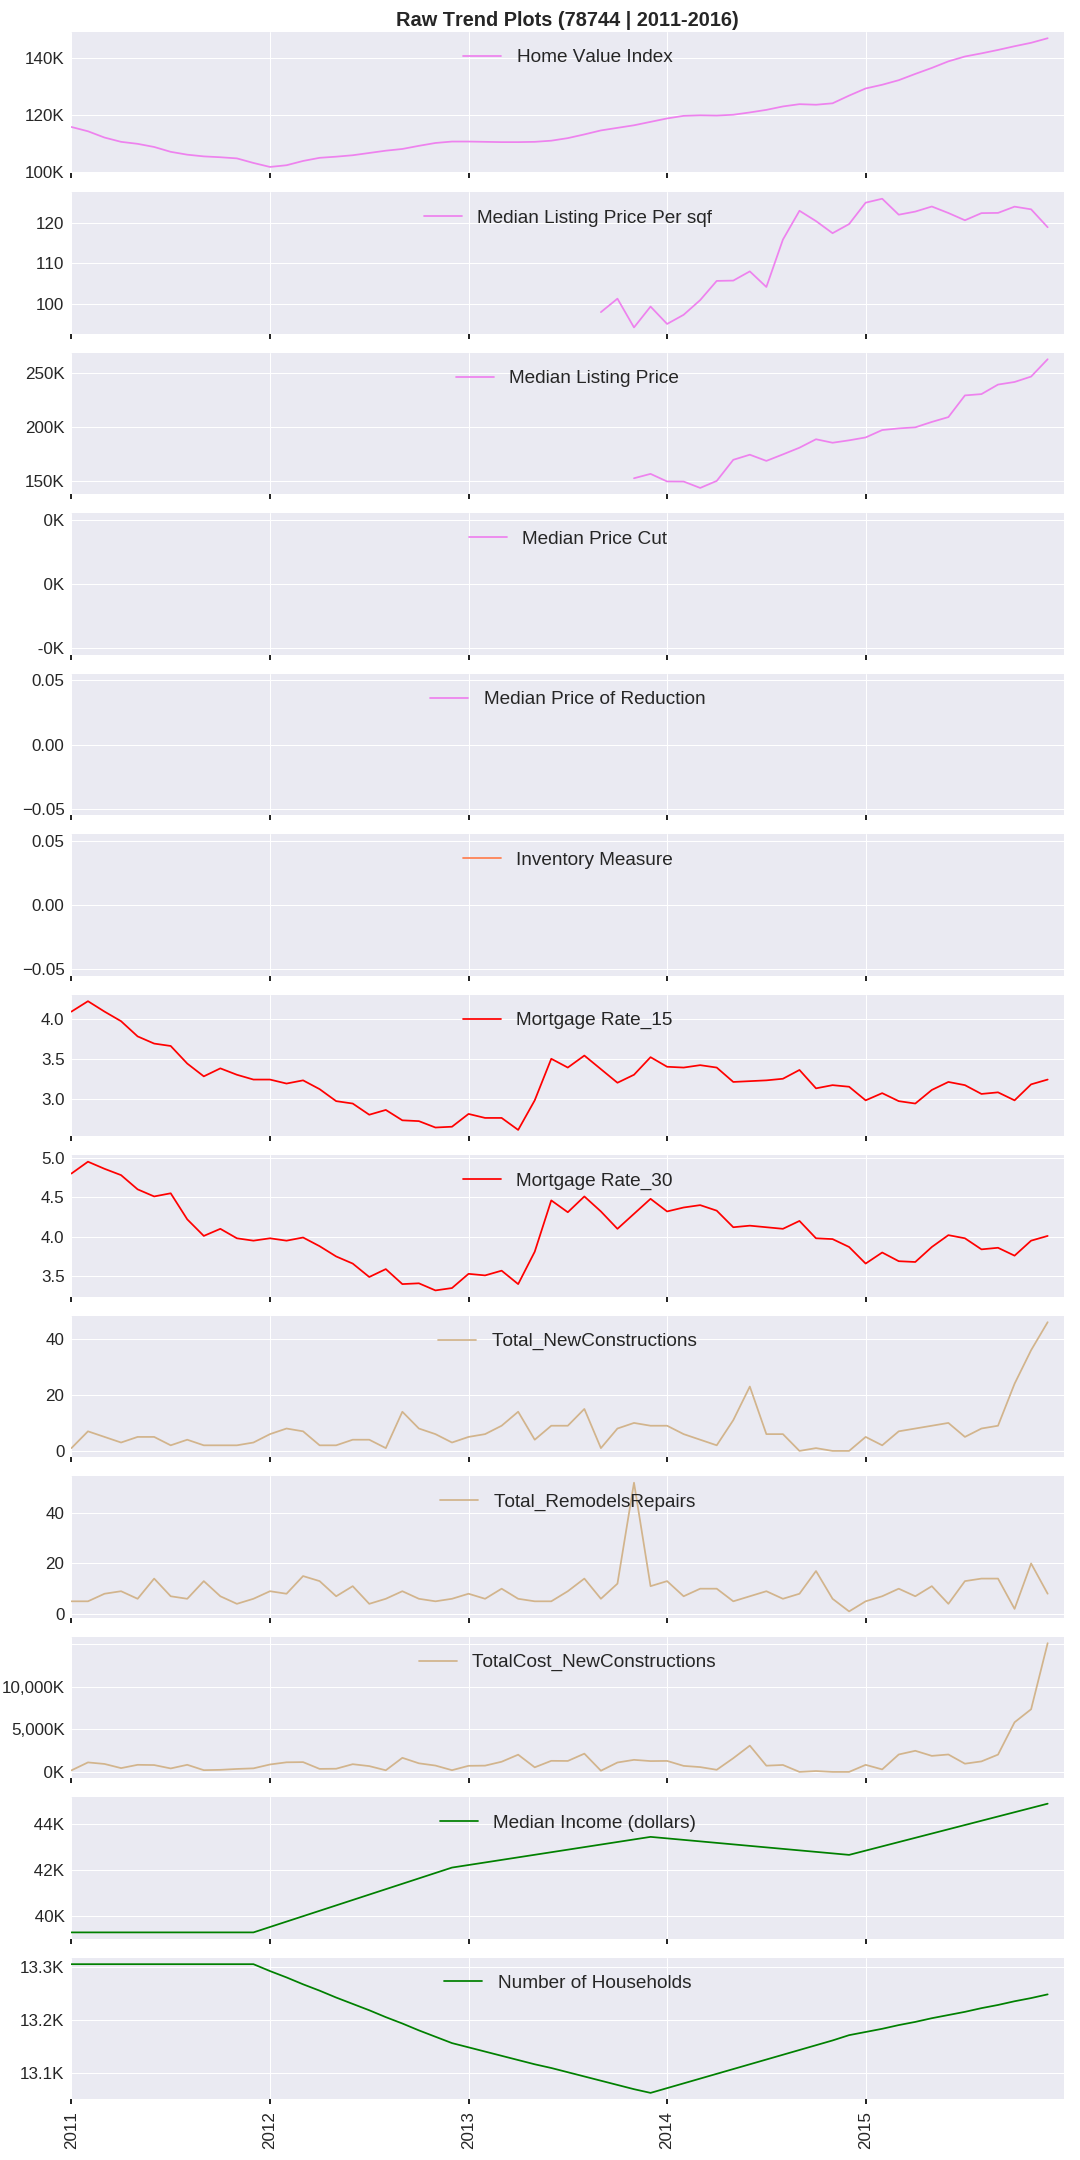 Raw Trend Plots (78744 | 2011-2016)
Home Value Index
140K
120K
100K
Median Listing Price Per sqf
120
110
100
Median Listing Price
250K
200K
150K
0K
Median Price Cut
0K
-0K
0.05
Median Price of Reduction
0.00
−0.05
0.05
Inventory Measure
0.00
−0.05
Mortgage Rate_15
4.0
3.5
3.0
5.0
Mortgage Rate_30
4.5
4.0
3.5
Total_NewConstructions
40
20
0
Total_RemodelsRepairs
40
20
0
TotalCost_NewConstructions
10,000K
5,000K
0K
Median Income (dollars)
44K
42K
40K
13.3K
Number of Households
13.2K
13.1K
2011
2012
2013
2014
2015